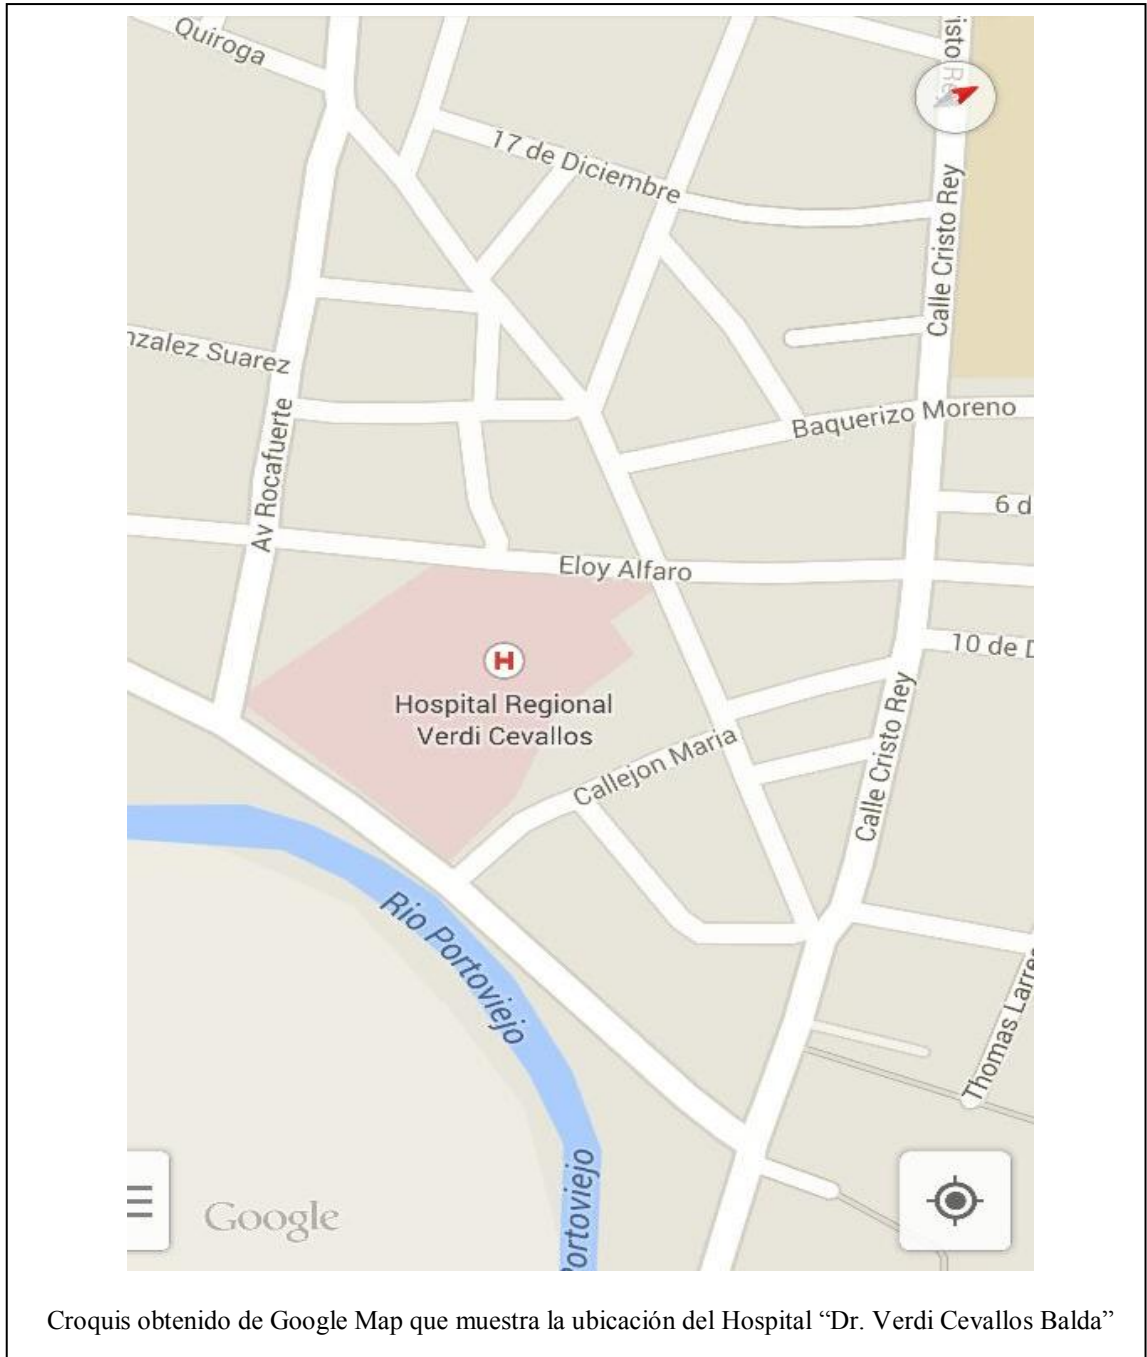 Quiroga
17 de Diciembre
Calle Cristo Rey
nzalez Suarez
Av Rocafuerte
Baquerizo Moreno
6 d
Eloy Alfaro
10 de D
H
Hospital Regional
Verdi Cevallos
Callejon Maria
Calle Cristo Rey
Rio Portoviejo
Thomas Larre
Portoviejo
Google
Croquis obtenido de Google Map que muestra la ubicación del Hospital “Dr. Verdi Cevallos Balda”